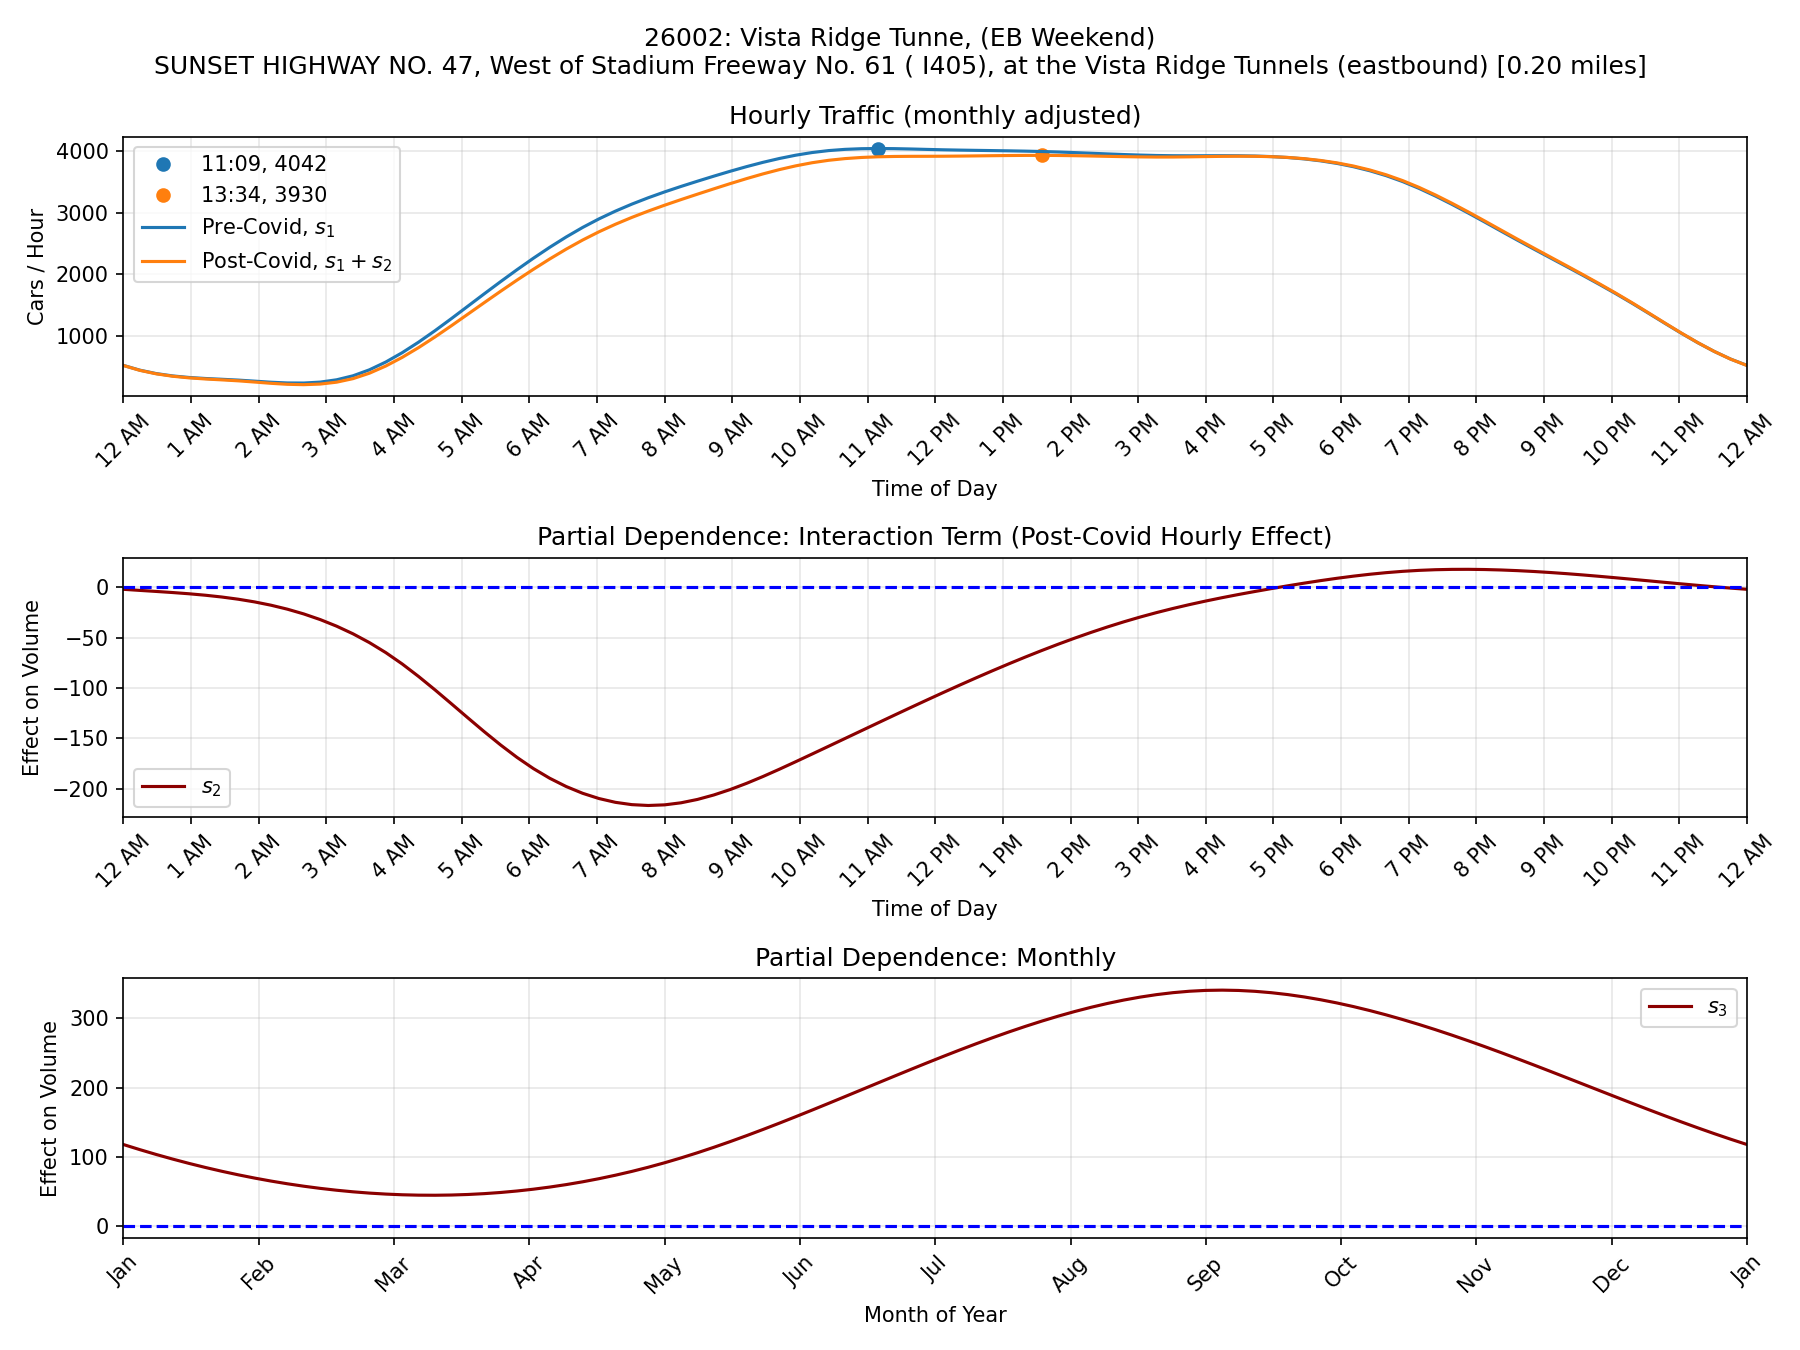 26002: Vista Ridge Tunne, (EB Weekend)
SUNSET HIGHWAY NO. 47, West of Stadium Freeway No. 61 ( I405), at the Vista Ridge Tunnels (eastbound) [0.20 miles]
Hourly Traffic (monthly adjusted)
Cars / Hour
4000
3000
2000
1000
11:09, 4042
13:34, 3930
Pre-Covid, s₁
Post-Covid, s₁ + s₂
12 AM 1 AM 2 AM 3 AM 4 AM 5 AM 6 AM 7 AM 8 AM 9 AM 10 AM 11 AM 12 PM 1 PM 2 PM 3 PM 4 PM 5 PM 6 PM 7 PM 8 PM 9 PM 10 PM 11 PM 12 AM
Time of Day
Partial Dependence: Interaction Term (Post-Covid Hourly Effect)
Effect on Volume
0
−50
−100
−150
−200
s₂
12 AM 1 AM 2 AM 3 AM 4 AM 5 AM 6 AM 7 AM 8 AM 9 AM 10 AM 11 AM 12 PM 1 PM 2 PM 3 PM 4 PM 5 PM 6 PM 7 PM 8 PM 9 PM 10 PM 11 PM 12 AM
Time of Day
Partial Dependence: Monthly
Effect on Volume
300
200
100
0
s₃
Jan Feb Mar Apr May Jun Jul Aug Sep Oct Nov Dec Jan
Month of Year